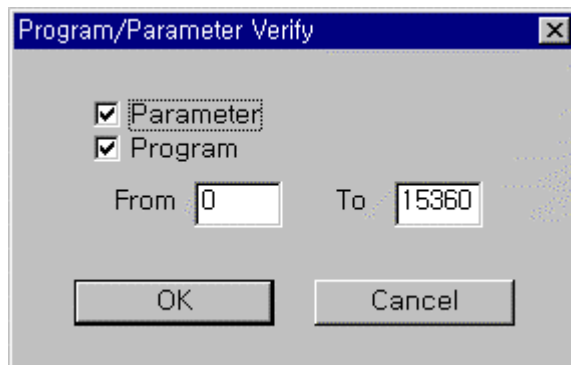 Program/Parameter Verify
Parameter
Program
From 0 To 15360
OK Cancel